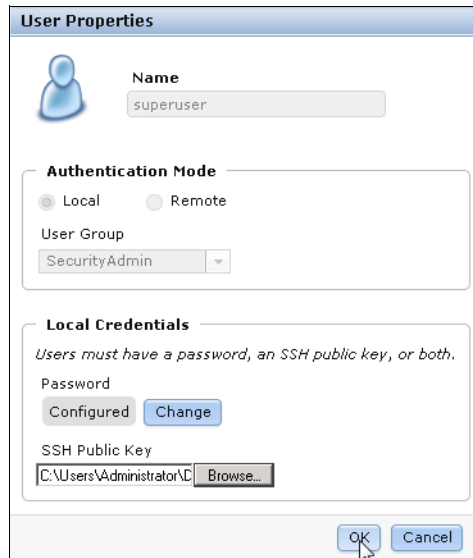 User Properties
Name
superuser
Authentication Mode
Local Remote
User Group
SecurityAdmin
Local Credentials
Users must have a password, an SSH public key, or both.
Password
Configured Change
SSH Public Key
C:\Users\Administrator\D Browse...
OK Cancel